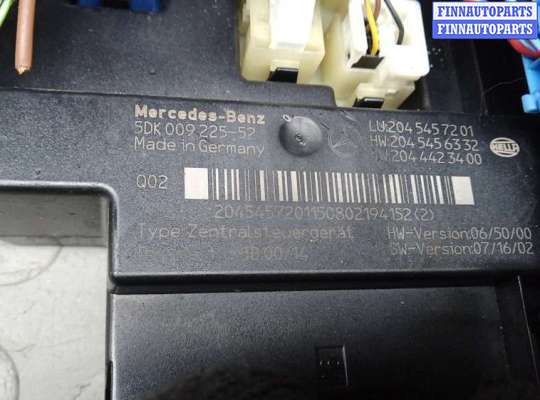 FINNAUTOPARTS
FINNAUTOPARTS
Mercedes-Benz
5DK 009 225-52
Made in Germany
LU:204 545 72 01
HW:204 545 63 32
204 442 34 00
HELLA
Q02
2045457201150802194152(2)
Type:Zentralsteuergerät
HW-Version:06/50/00
SW-Version:07/16/02